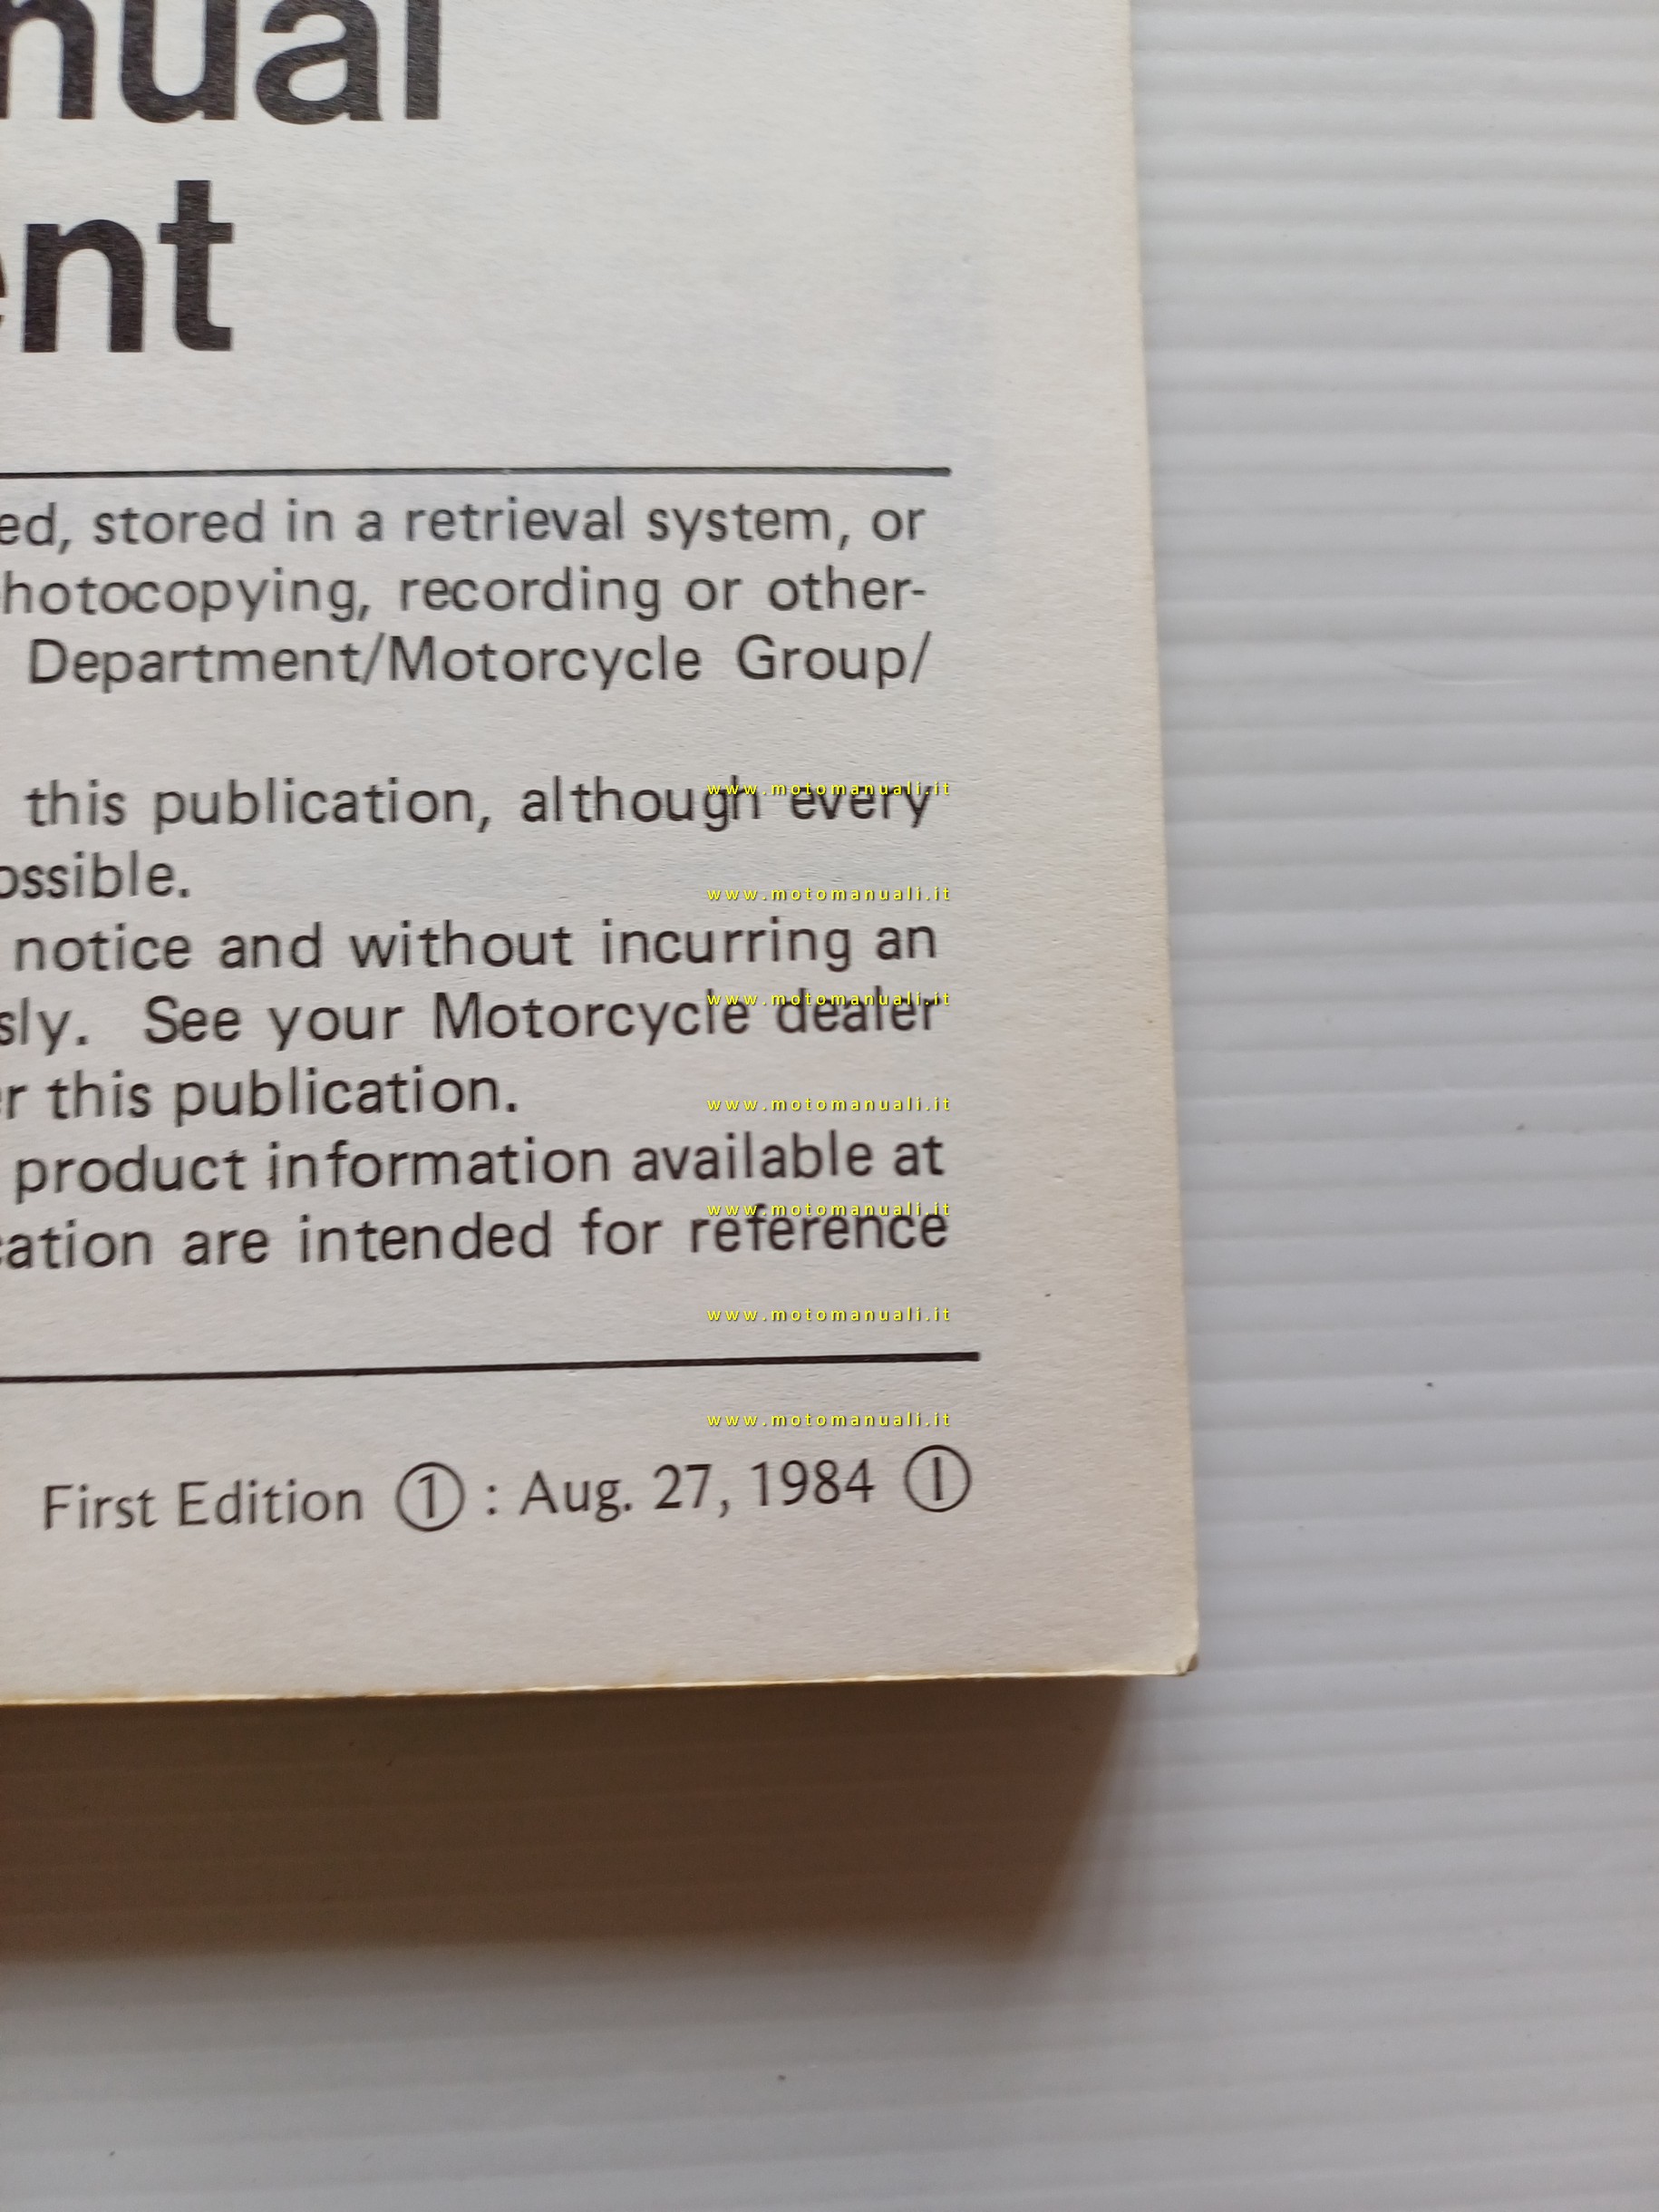 nual
ent
ed, stored in a retrieval system, or
hotocopying, recording or other-
Department/Motorcycle Group/
this publication, although every
www.motomanuali.it
ossible.
www.motomanuali.it
notice and without incurring an
www.motomanuali.it
sly. See your Motorcycle dealer
er this publication.
www.motomanuali.it
product information available at
www.motomanuali.it
cation are intended for reference
www.motomanuali.it
www.motomanuali.it
First Edition ① : Aug. 27, 1984 Ⓘ